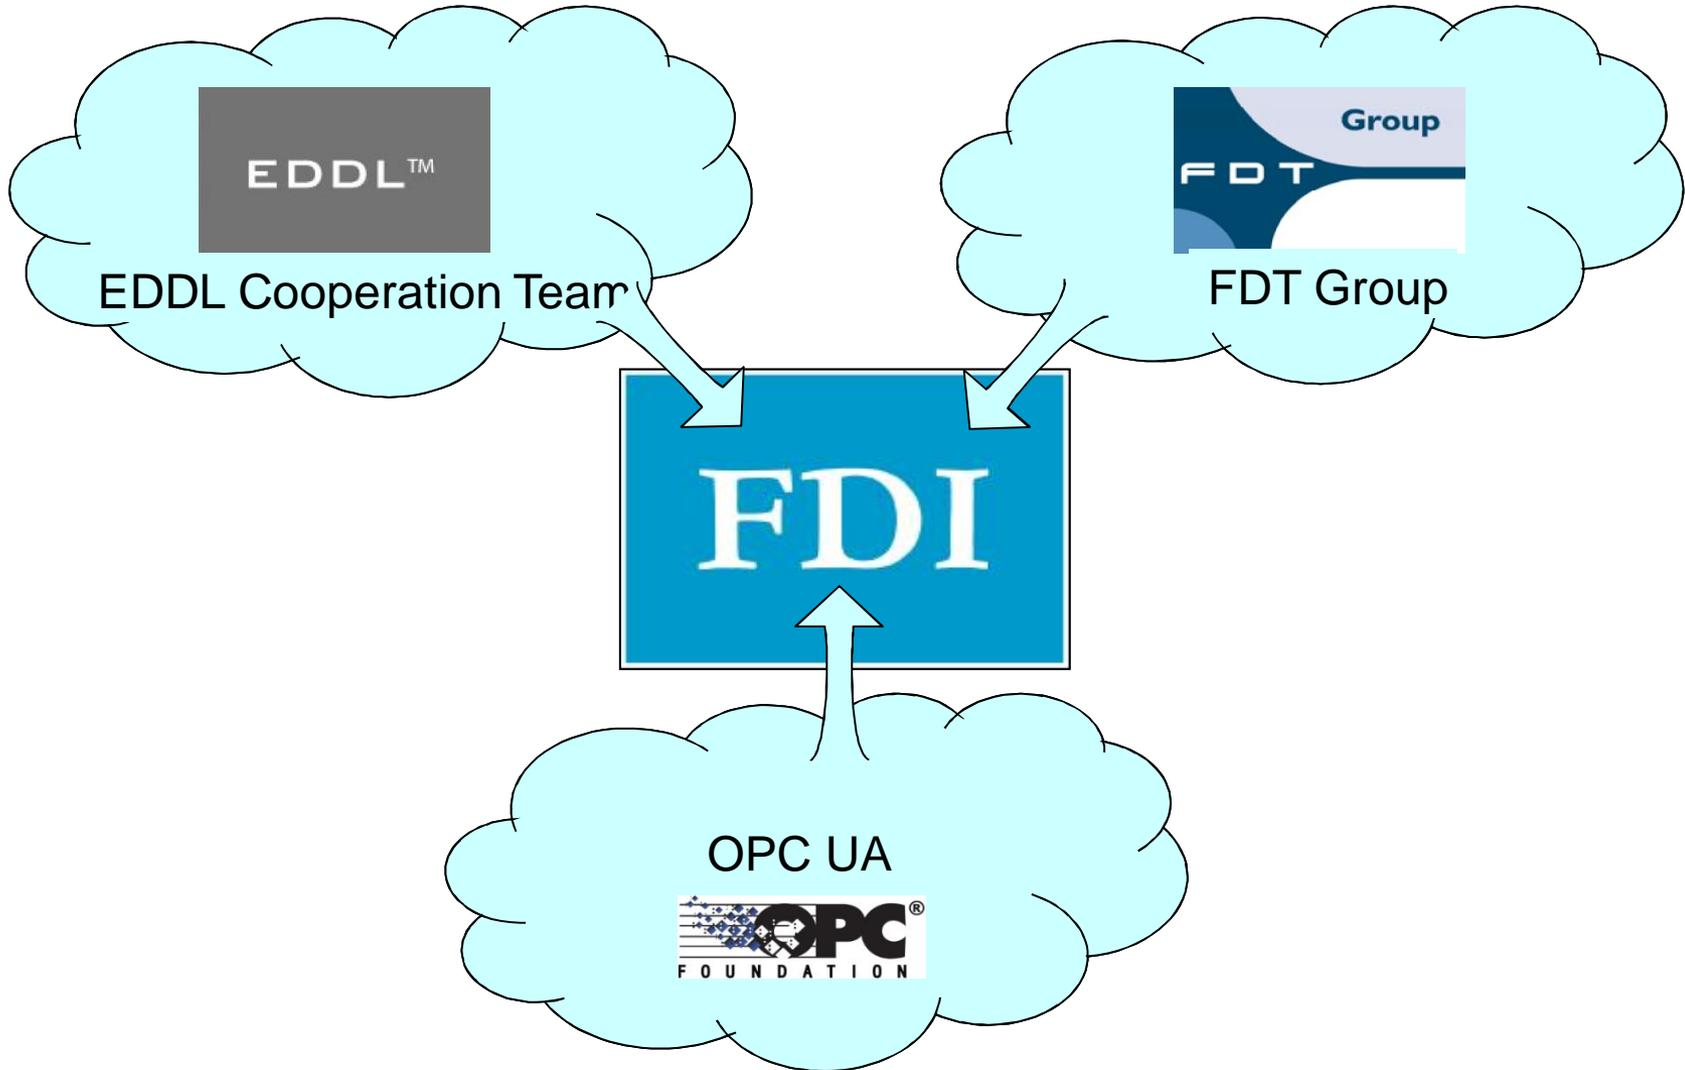 EDDL™
EDDL Cooperation Team
Group
FDT
FDT Group
FDI
OPC UA
OPC®
FOUNDATION